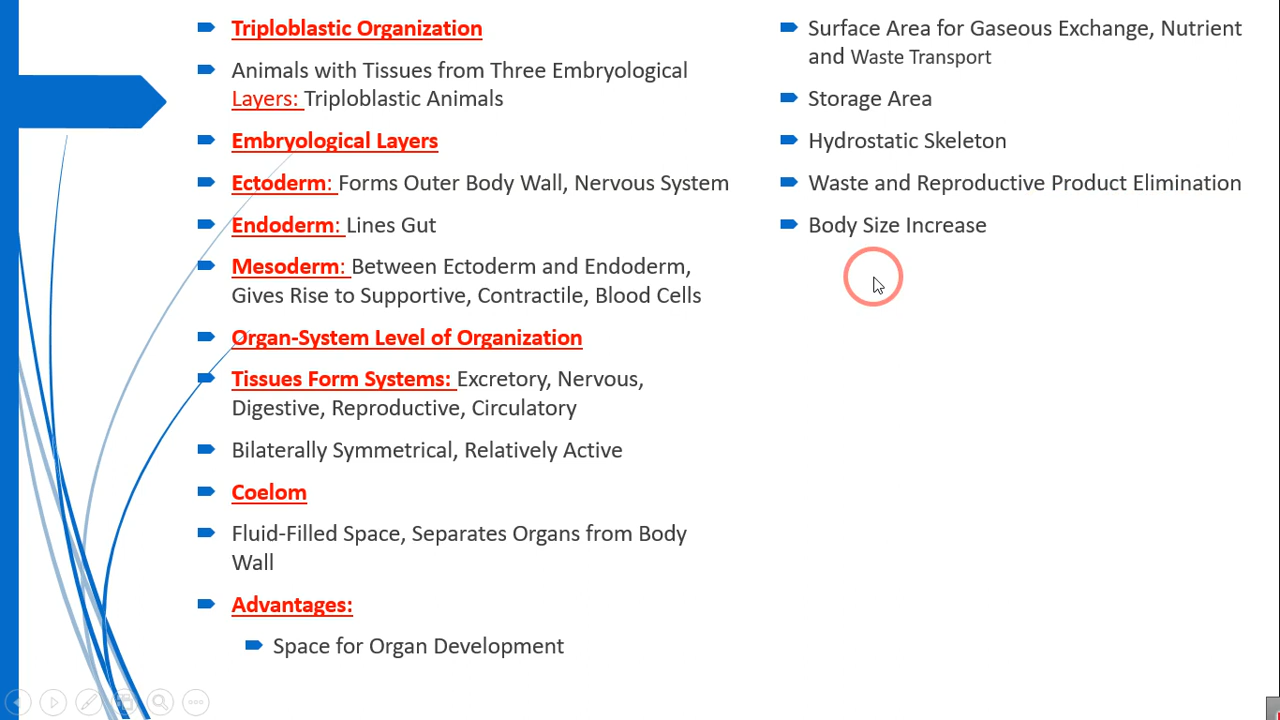 Triploblastic Organization
Animals with Tissues from Three Embryological
Layers: Triploblastic Animals
Embryological Layers
Ectoderm: Forms Outer Body Wall, Nervous System
Endoderm: Lines Gut
Mesoderm: Between Ectoderm and Endoderm,
Gives Rise to Supportive, Contractile, Blood Cells
Organ-System Level of Organization
Tissues Form Systems: Excretory, Nervous,
Digestive, Reproductive, Circulatory
Bilaterally Symmetrical, Relatively Active
Coelom
Fluid-Filled Space, Separates Organs from Body
Wall
Advantages:
Space for Organ Development
Surface Area for Gaseous Exchange, Nutrient
and Waste Transport
Storage Area
Hydrostatic Skeleton
Waste and Reproductive Product Elimination
Body Size Increase